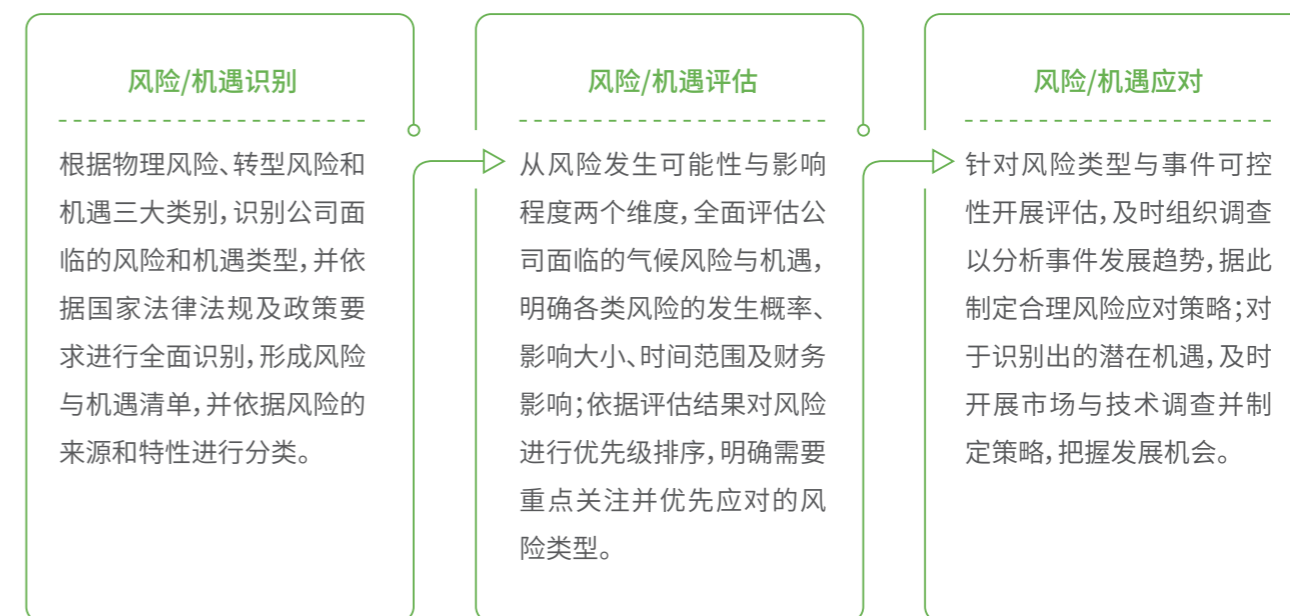 风险/机遇识别
根据物理风险、转型风险和
机遇三大类别，识别公司面
临的风险和机遇类型，并依
据国家法律法规及政策要
求进行全面识别，形成风险
与机遇清单，并依据风险的
来源和特性进行分类。
风险/机遇评估
从风险发生可能性与影响
程度两个维度，全面评估公
司面临的气候风险与机遇，
明确各类风险的发生概率、
影响大小、时间范围及财务
影响；依据评估结果对风险
进行优先级排序，明确需要
重点关注并优先应对的风
险类型。
风险/机遇应对
针对风险类型与事件可控
性开展评估，及时组织调查
以分析事件发展趋势，据此
制定合理风险应对策略；对
于识别出的潜在机遇，及时
开展市场与技术调查并制
定策略，把握发展机会。